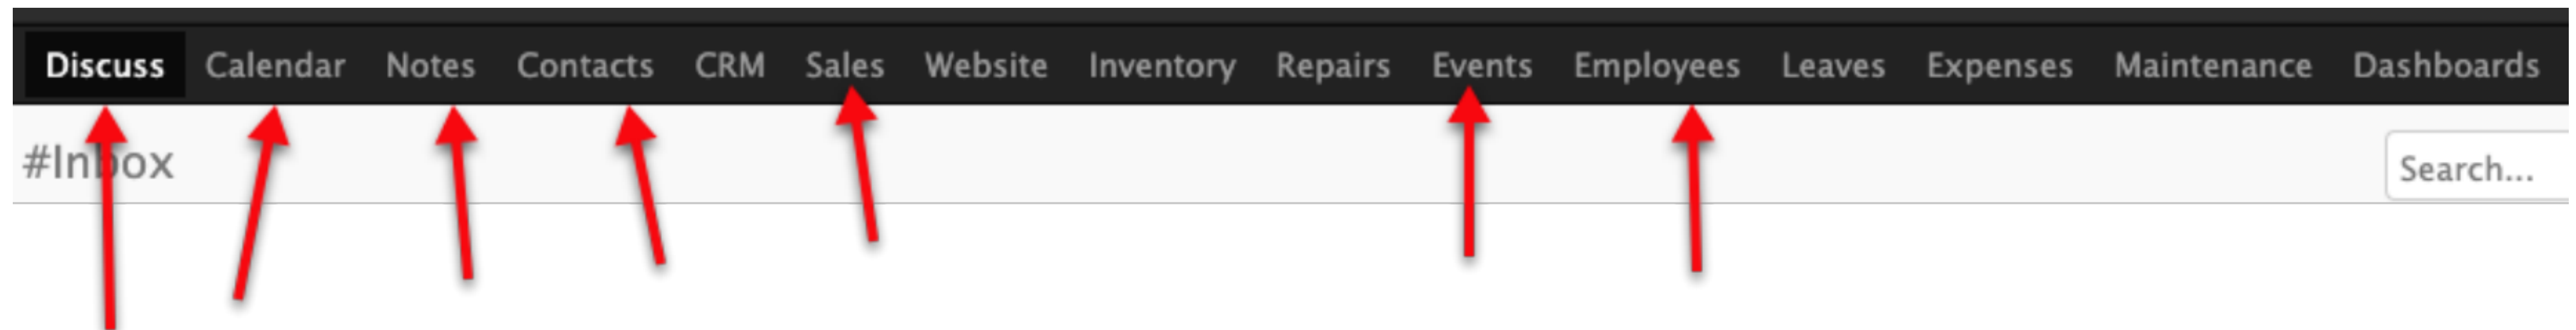 Discuss Calendar Notes Contacts CRM Sales Website Inventory Repairs Events Employees Leaves Expenses Maintenance Dashboards
#Inbox Search...